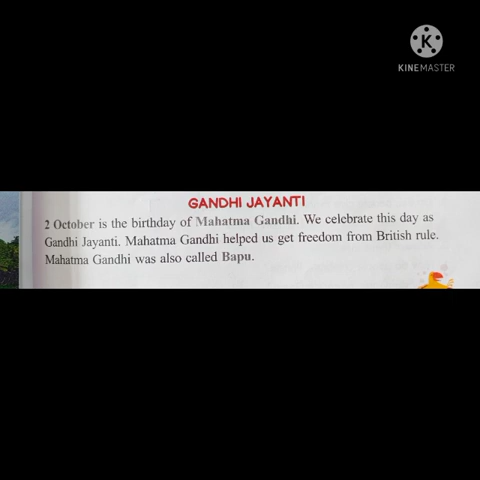 KINEMASTER
GANDHI JAYANTI
2 October is the birthday of Mahatma Gandhi. We celebrate this day as
Gandhi Jayanti. Mahatma Gandhi helped us get freedom from British rule.
Mahatma Gandhi was also called Bapu.